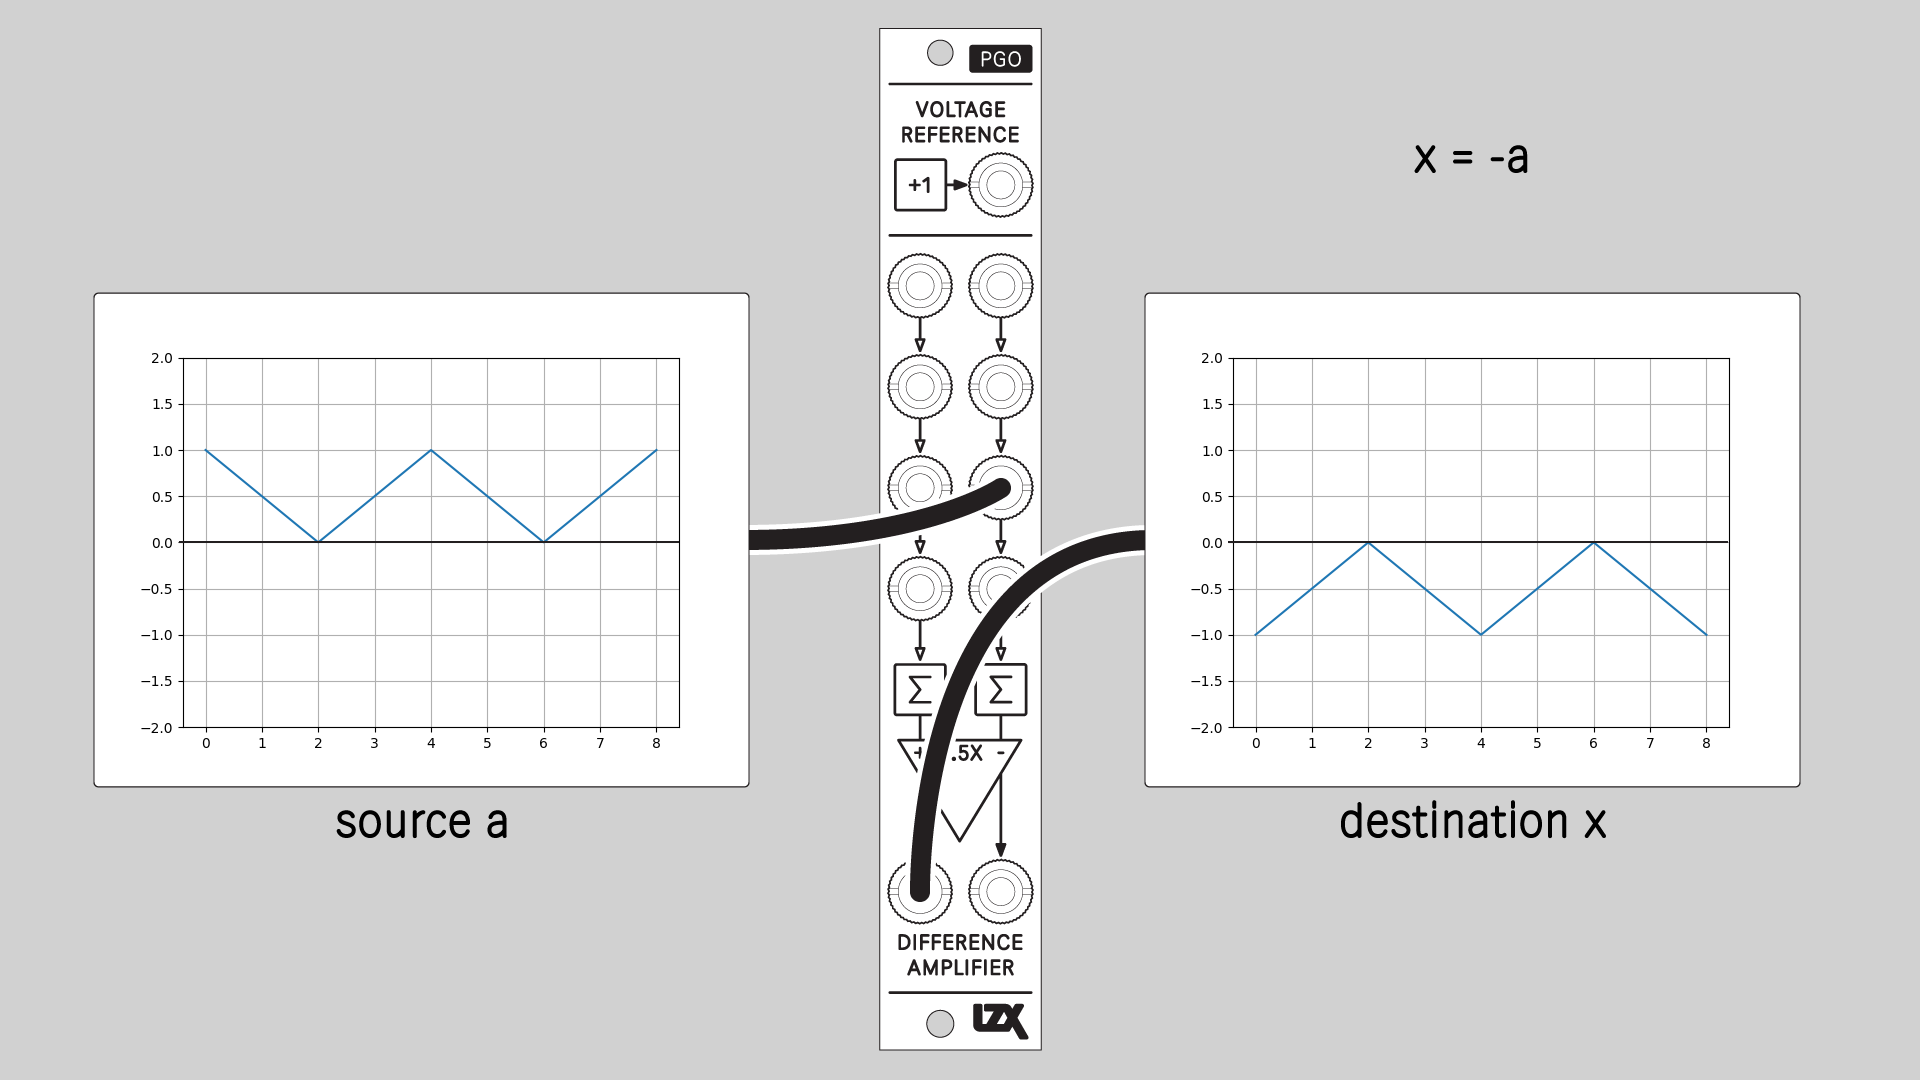 PGO
VOLTAGE
REFERENCE
+1
x = -a
2.0
1.5
1.0
0.5
0.0
−0.5
−1.0
−1.5
−2.0
0 1 2 3 4 5 6 7 8
source a
2.0
1.5
1.0
0.5
0.0
−0.5
−1.0
−1.5
−2.0
0 1 2 3 4 5 6 7 8
destination x
Σ Σ
.5X -
DIFFERENCE
AMPLIFIER
LZX